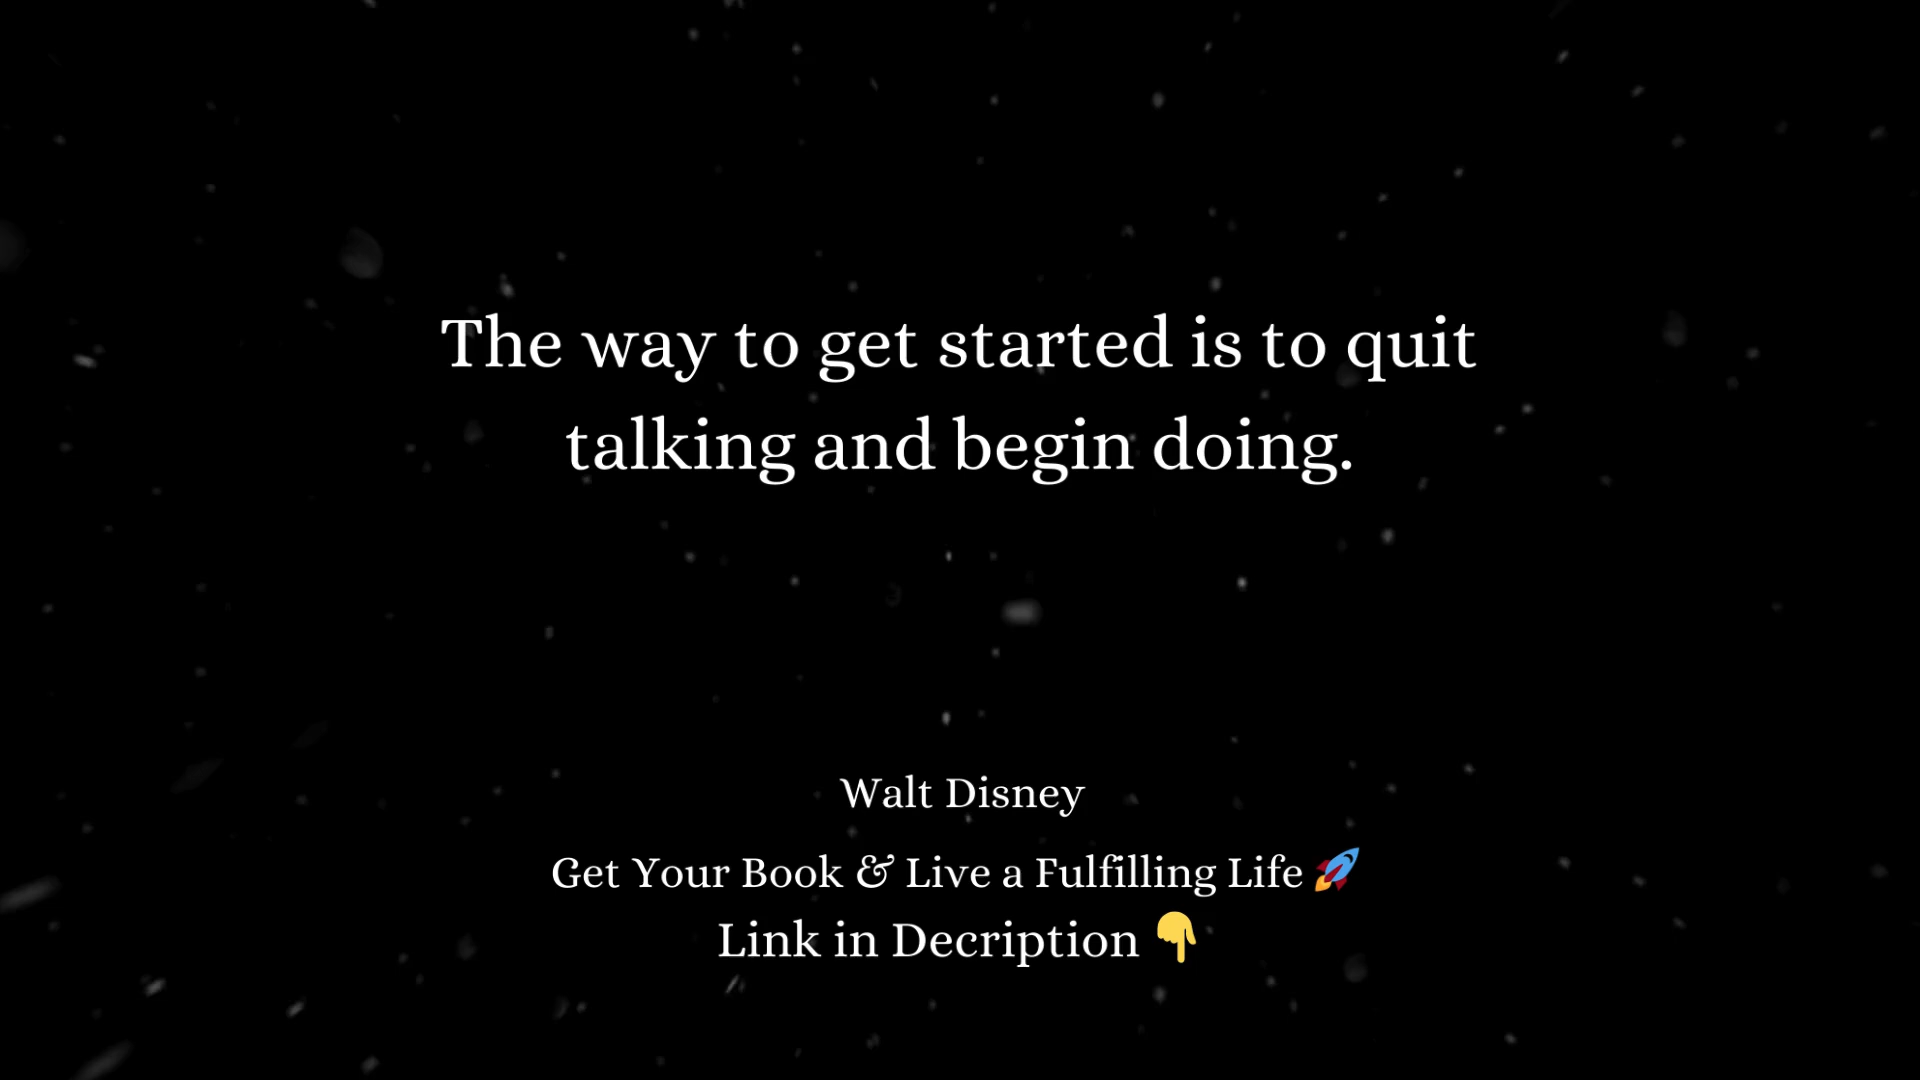 The way to get started is to quit
talking and begin doing.
Walt Disney
Get Your Book & Live a Fulfilling Life 🚀
Link in Decription 👇